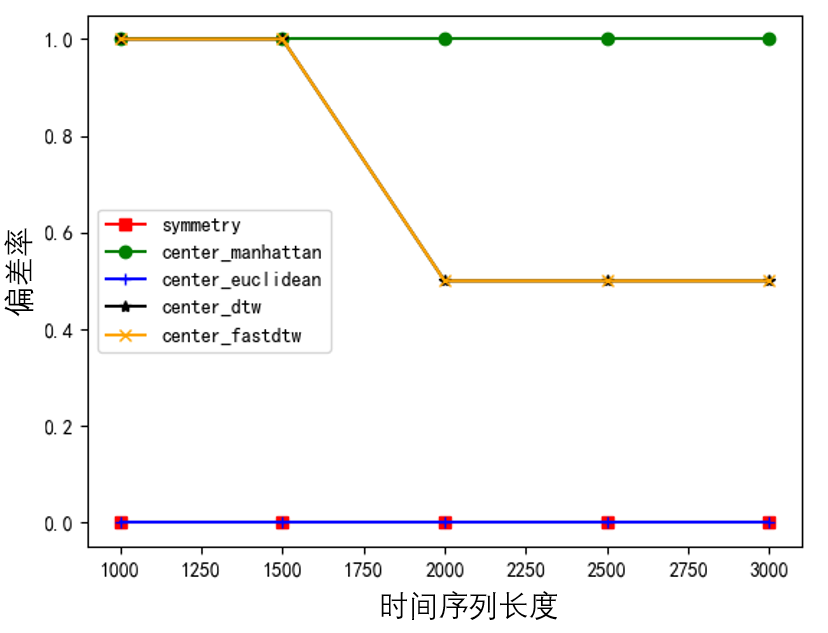 1.0
0.8
0.6
0.4
0.2
0.0
偏差率
symmetry
center_manhattan
center_euclidean
center_dtw
center_fastdtw
1000 1250 1500 1750 2000 2250 2500 2750 3000
时间序列长度